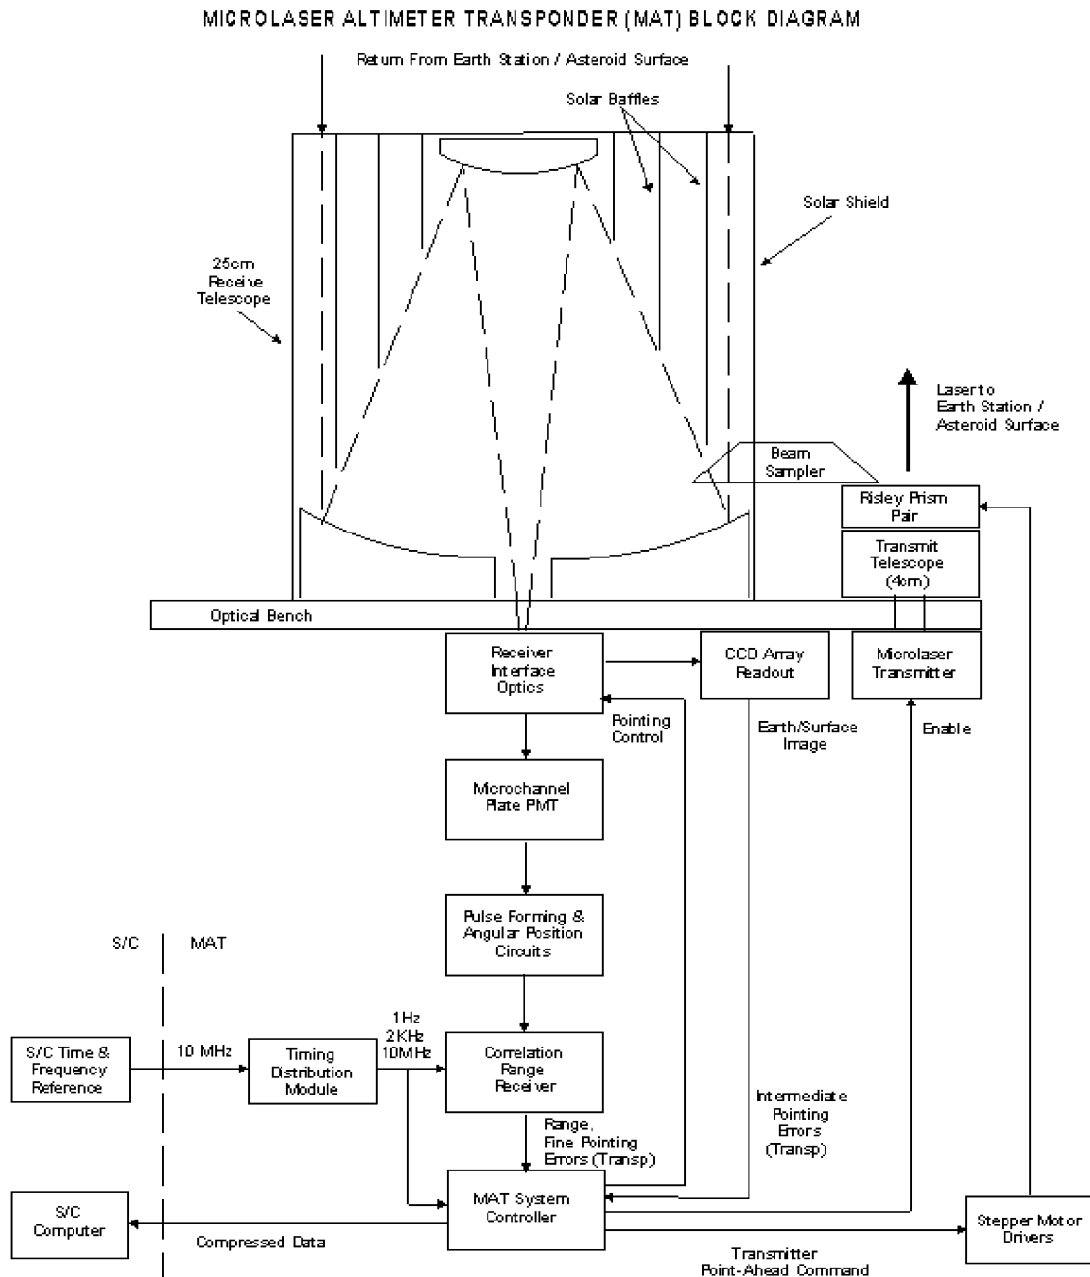 MICROLASER ALTIMETER TRANSPONDER (MAT) BLOCK DIAGRAM
Return From Earth Station / Asteroid Surface
Solar Baffles
Solar Shield
25cm
Receive
Telescope
Laser to
Earth Station /
Asteroid Surface
Beam
Sampler
Risley Prism
Pair
Transmit
Telescope
(4cm)
Optical Bench
Receiver
Interface
Optics
CCD Array
Readout
Microlaser
Transmitter
Pointing
Control
Earth/Surface
Image
Enable
Microchannel
Plate PMT
Pulse Forming &
Angular Position
Circuits
S/C
MAT
1Hz
2KHz
10MHz
S/C Time &
Frequency
Reference
10 MHz
Timing
Distribution
Module
Correlation
Range
Receiver
Range,
Fine Pointing
Errors (Transp)
Intermediate
Pointing
Errors
(Transp)
S/C
Computer
Compressed Data
MAT System
Controller
Transmitter
Point-Ahead Command
Stepper Motor
Drivers